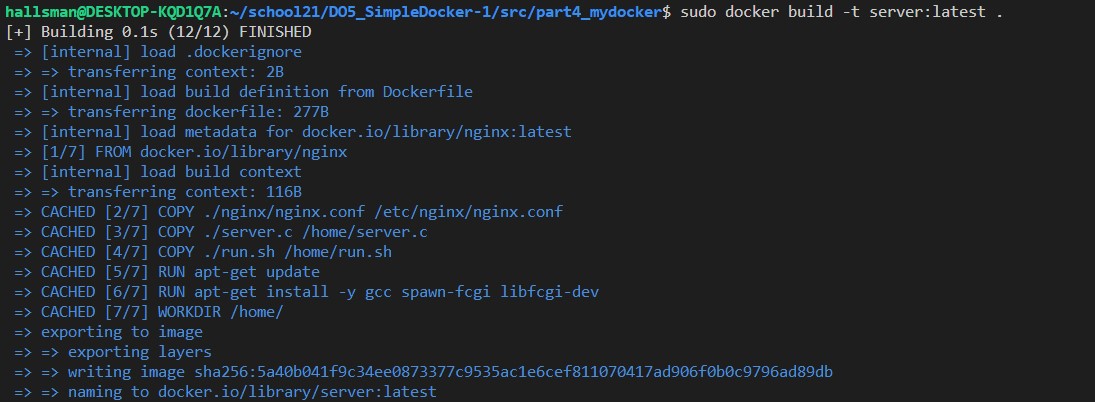 hallsman@DESKTOP-KQD1Q7A:~/school21/DO5_SimpleDocker-1/src/part4_mydocker$ sudo docker build -t server:latest .
[+] Building 0.1s (12/12) FINISHED
=> [internal] load .dockerignore
=> => transferring context: 2B
=> [internal] load build definition from Dockerfile
=> => transferring dockerfile: 277B
=> [internal] load metadata for docker.io/library/nginx:latest
=> [1/7] FROM docker.io/library/nginx
=> [internal] load build context
=> => transferring context: 116B
=> CACHED [2/7] COPY ./nginx/nginx.conf /etc/nginx/nginx.conf
=> CACHED [3/7] COPY ./server.c /home/server.c
=> CACHED [4/7] COPY ./run.sh /home/run.sh
=> CACHED [5/7] RUN apt-get update
=> CACHED [6/7] RUN apt-get install -y gcc spawn-fcgi libfcgi-dev
=> CACHED [7/7] WORKDIR /home/
=> exporting to image
=> => exporting layers
=> => writing image sha256:5a40b041f9c34ee0873377c9535ac1e6cef811070417ad906f0b0c9796ad89db
=> => naming to docker.io/library/server:latest